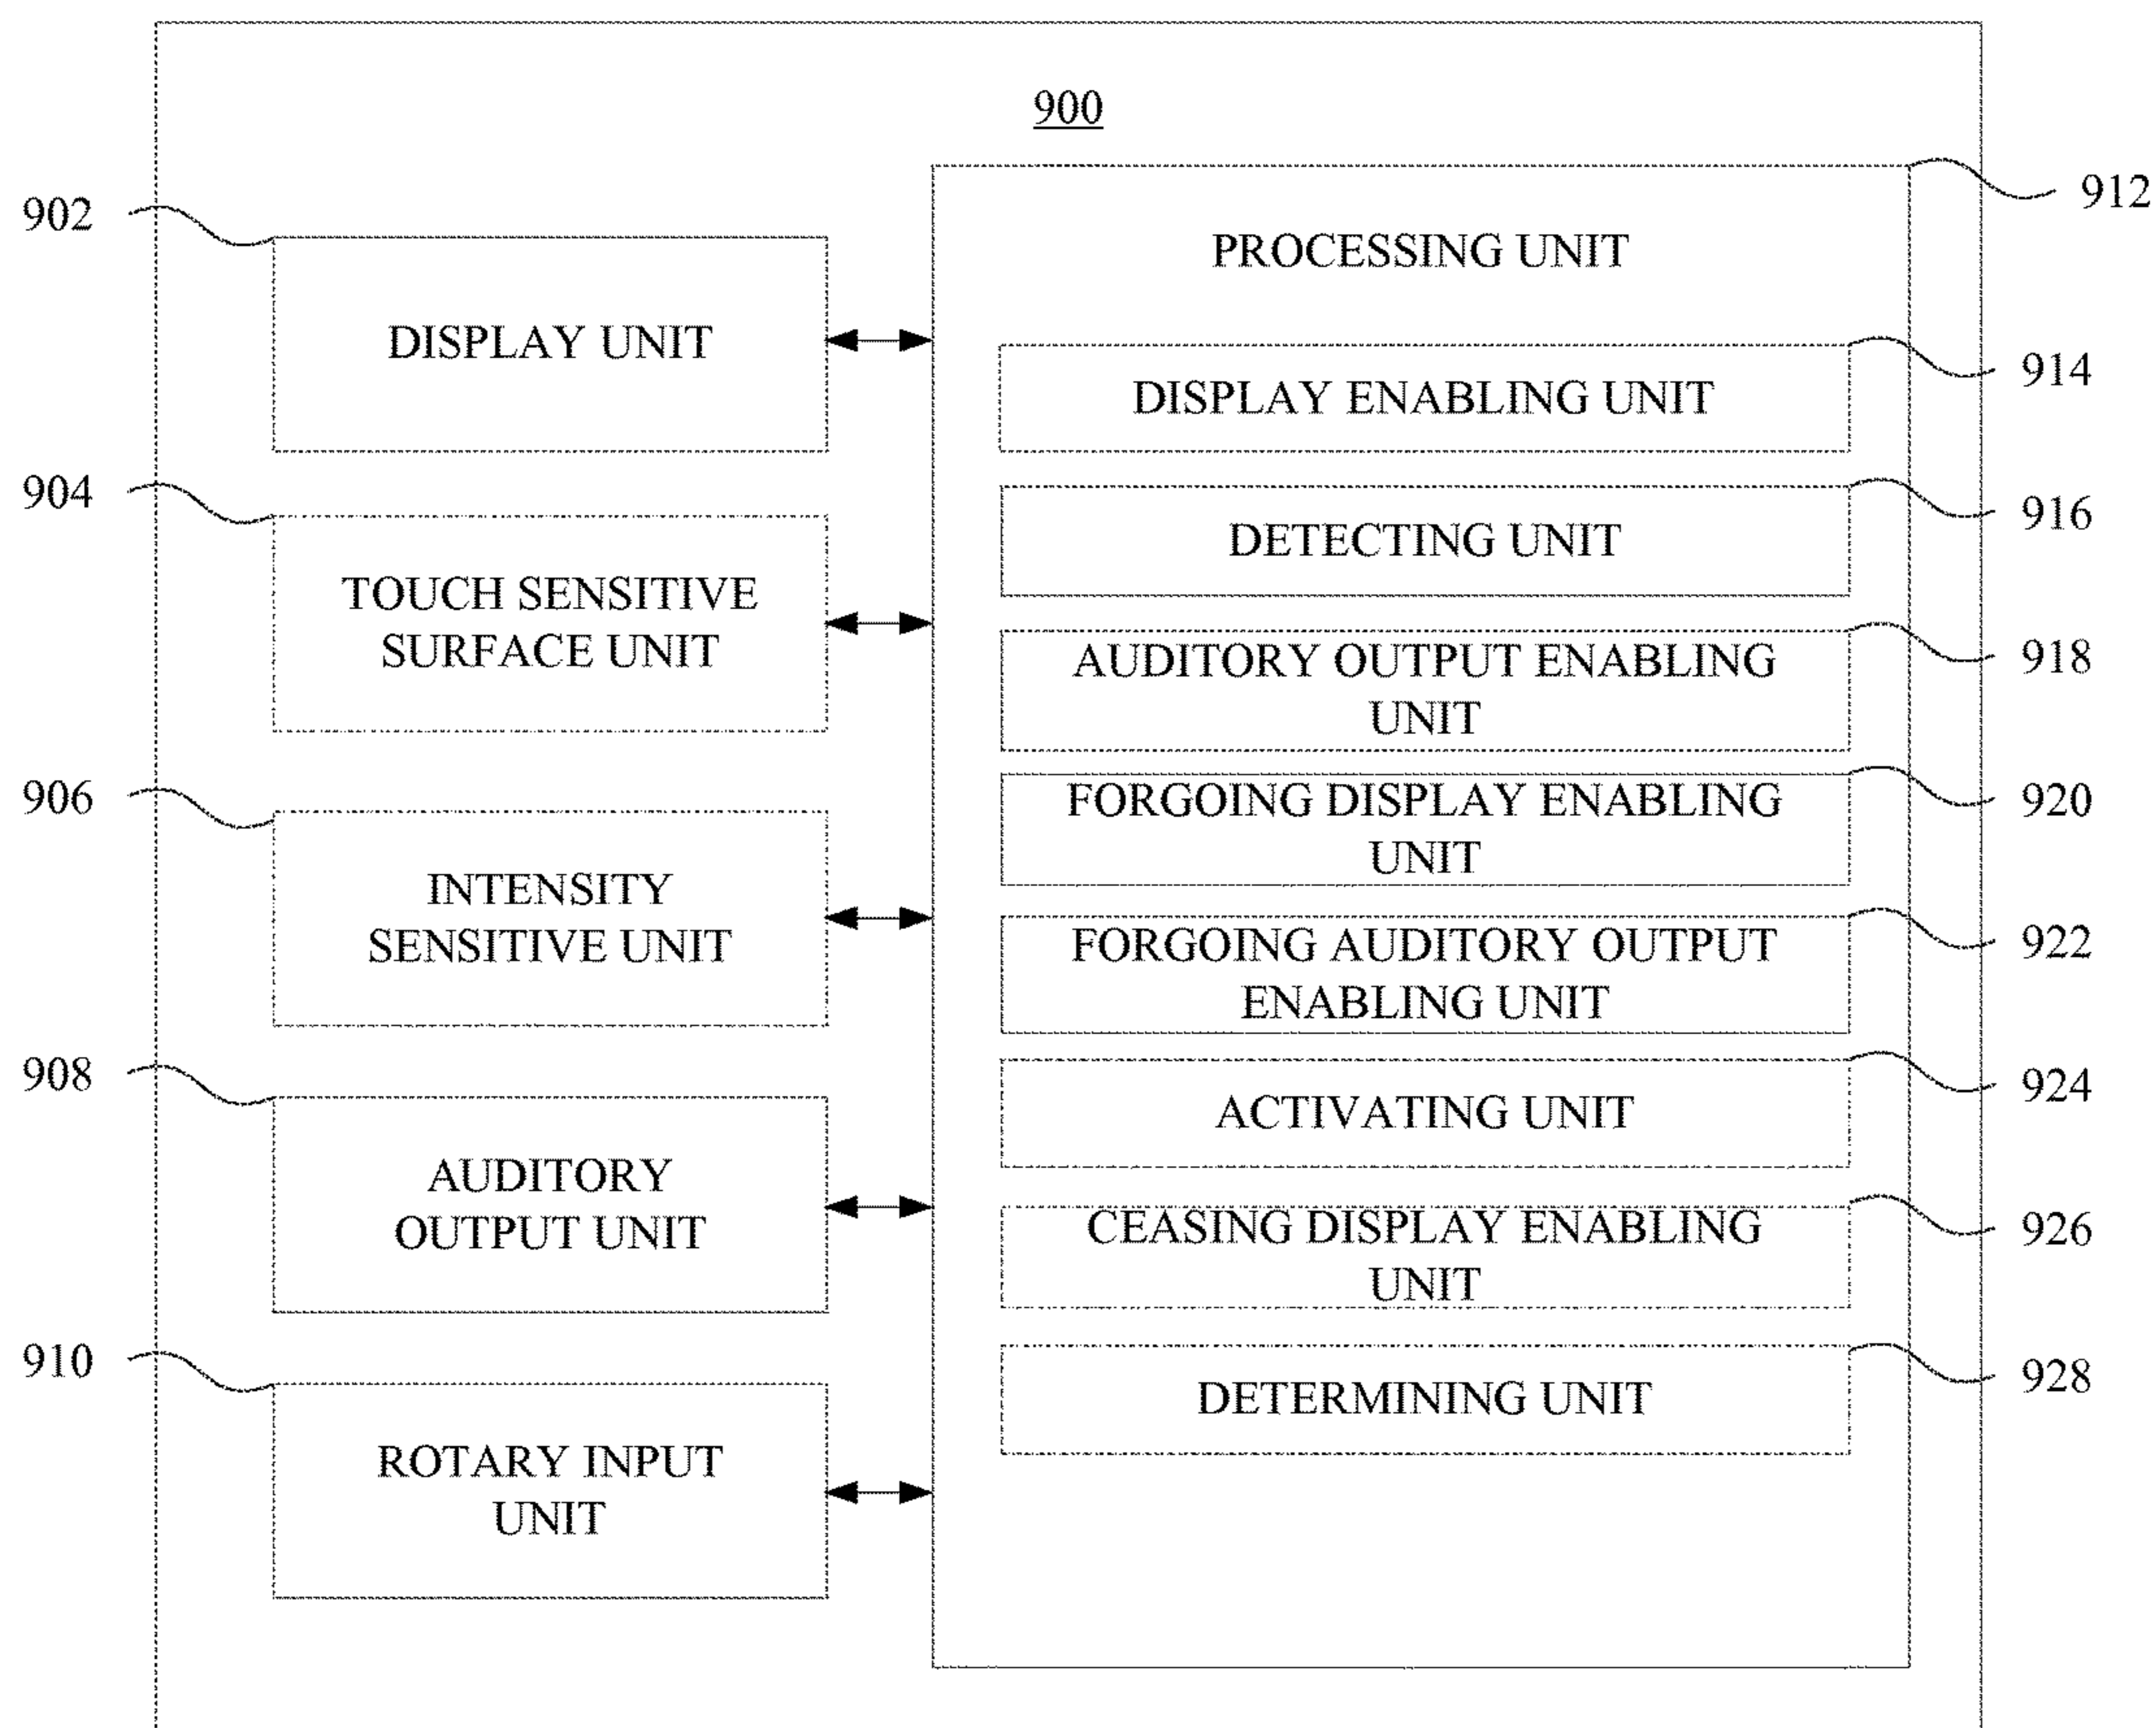 900
912
PROCESSING UNIT
902
DISPLAY UNIT
914
DISPLAY ENABLING UNIT
904
TOUCH SENSITIVE
SURFACE UNIT
916
DETECTING UNIT
918
AUDITORY OUTPUT ENABLING
UNIT
906
INTENSITY
SENSITIVE UNIT
920
FORGOING DISPLAY ENABLING
UNIT
922
FORGOING AUDITORY OUTPUT
ENABLING UNIT
908
AUDITORY
OUTPUT UNIT
924
ACTIVATING UNIT
926
CEASING DISPLAY ENABLING
UNIT
910
ROTARY INPUT
UNIT
928
DETERMINING UNIT